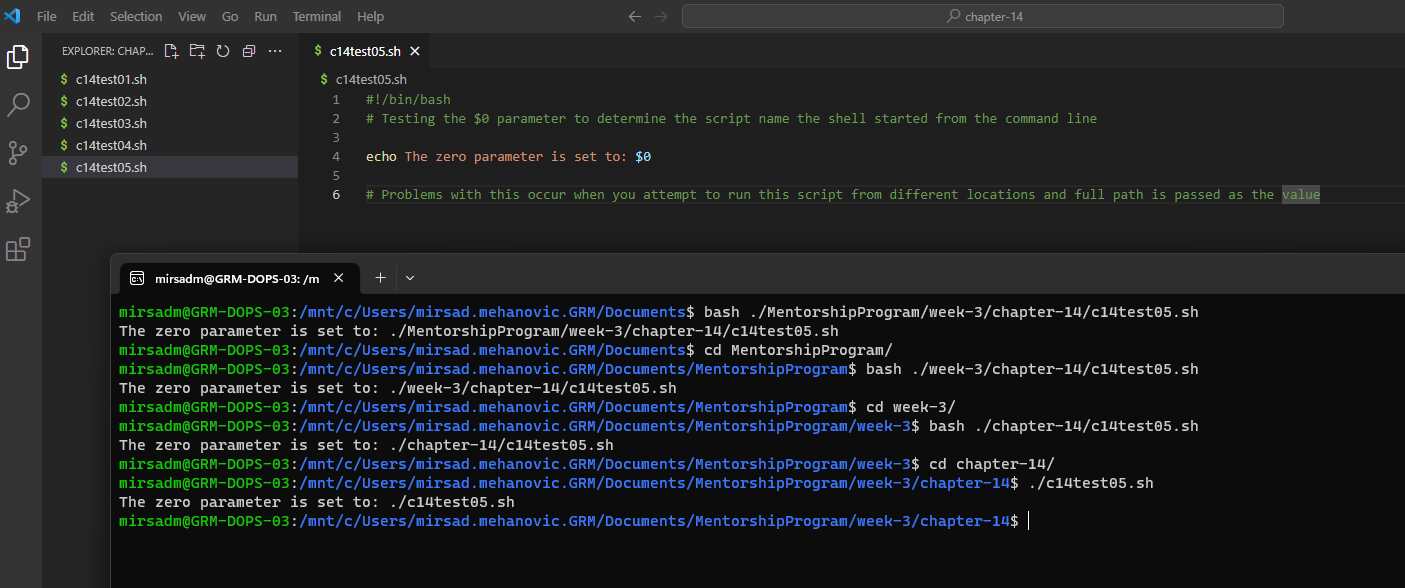 File Edit Selection View Go Run Terminal Help
chapter-14
EXPLORER: CHAP...
c14test01.sh
c14test02.sh
c14test03.sh
c14test04.sh
c14test05.sh
$ c14test05.sh
$ c14test05.sh
1 #!/bin/bash
2 # Testing the $0 parameter to determine the script name the shell started from the command line
3
4 echo The zero parameter is set to: $0
5
6 # Problems with this occur when you attempt to run this script from different locations and full path is passed as the value
mirsadm@GRM-DOPS-03: /m
mirsadm@GRM-DOPS-03:/mnt/c/Users/mirsad.mehanovic.GRM/Documents$ bash ./MentorshipProgram/week-3/chapter-14/c14test05.sh
The zero parameter is set to: ./MentorshipProgram/week-3/chapter-14/c14test05.sh
mirsadm@GRM-DOPS-03:/mnt/c/Users/mirsad.mehanovic.GRM/Documents$ cd MentorshipProgram/
mirsadm@GRM-DOPS-03:/mnt/c/Users/mirsad.mehanovic.GRM/Documents/MentorshipProgram$ bash ./week-3/chapter-14/c14test05.sh
The zero parameter is set to: ./week-3/chapter-14/c14test05.sh
mirsadm@GRM-DOPS-03:/mnt/c/Users/mirsad.mehanovic.GRM/Documents/MentorshipProgram$ cd week-3/
mirsadm@GRM-DOPS-03:/mnt/c/Users/mirsad.mehanovic.GRM/Documents/MentorshipProgram/week-3$ bash ./chapter-14/c14test05.sh
The zero parameter is set to: ./chapter-14/c14test05.sh
mirsadm@GRM-DOPS-03:/mnt/c/Users/mirsad.mehanovic.GRM/Documents/MentorshipProgram/week-3$ cd chapter-14/
mirsadm@GRM-DOPS-03:/mnt/c/Users/mirsad.mehanovic.GRM/Documents/MentorshipProgram/week-3/chapter-14$ ./c14test05.sh
The zero parameter is set to: ./c14test05.sh
mirsadm@GRM-DOPS-03:/mnt/c/Users/mirsad.mehanovic.GRM/Documents/MentorshipProgram/week-3/chapter-14$